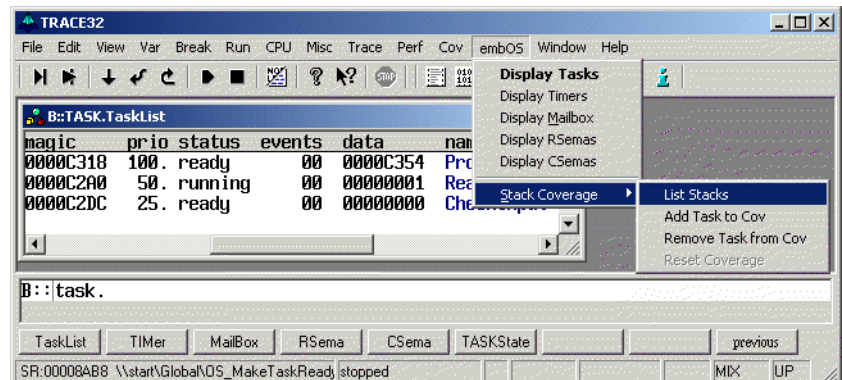 TRACE32
File Edit View Var Break Run CPU Misc Trace Perf Cov embOS Window Help
STOP
Display Tasks
Display Timers
Display Mailbox
Display RSemas
Display CSemas
Stack Coverage
List Stacks
Add Task to Cov
Remove Task from Cov
Reset Coverage
B::TASK.TaskList
magic prio status events data
0000C318 100. ready 00 0000C354
0000C2A0 50. running 00 00000001
0000C2DC 25. ready 00 00000000
B::task.
TaskList TIMer MailBox RSema CSema TASKState previous
SR:00008AB8 \\start\Global\OS_MakeTaskReady stopped MIX UP